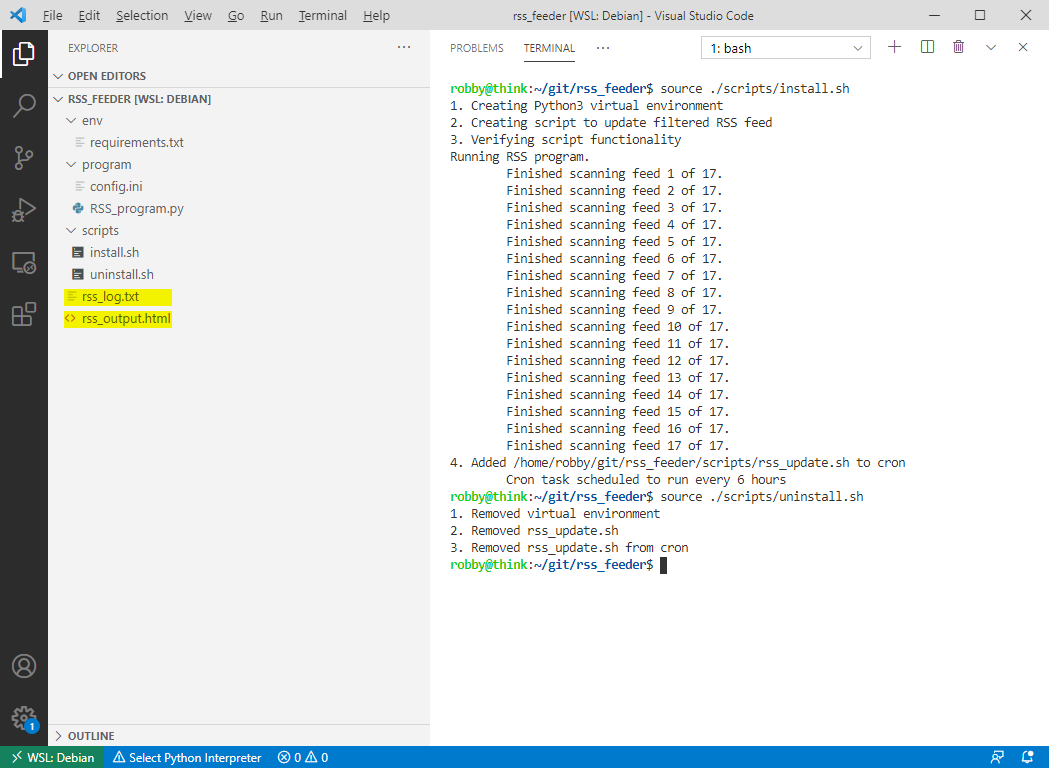 File Edit Selection View Go Run Terminal Help rss_feeder [WSL: Debian] - Visual Studio Code
EXPLORER
OPEN EDITORS
RSS_FEEDER [WSL: DEBIAN]
env
requirements.txt
program
config.ini
RSS_program.py
scripts
install.sh
uninstall.sh
rss_log.txt
rss_output.html
OUTLINE
PROBLEMS TERMINAL 1: bash
robby@think:~/git/rss_feeder$ source ./scripts/install.sh
1. Creating Python3 virtual environment
2. Creating script to update filtered RSS feed
3. Verifying script functionality
Running RSS program.
Finished scanning feed 1 of 17.
Finished scanning feed 2 of 17.
Finished scanning feed 3 of 17.
Finished scanning feed 4 of 17.
Finished scanning feed 5 of 17.
Finished scanning feed 6 of 17.
Finished scanning feed 7 of 17.
Finished scanning feed 8 of 17.
Finished scanning feed 9 of 17.
Finished scanning feed 10 of 17.
Finished scanning feed 11 of 17.
Finished scanning feed 12 of 17.
Finished scanning feed 13 of 17.
Finished scanning feed 14 of 17.
Finished scanning feed 15 of 17.
Finished scanning feed 16 of 17.
Finished scanning feed 17 of 17.
4. Added /home/robby/git/rss_feeder/scripts/rss_update.sh to cron
Cron task scheduled to run every 6 hours
robby@think:~/git/rss_feeder$ source ./scripts/uninstall.sh
1. Removed virtual environment
2. Removed rss_update.sh
3. Removed rss_update.sh from cron
robby@think:~/git/rss_feeder$
1
WSL: Debian Select Python Interpreter 0 0